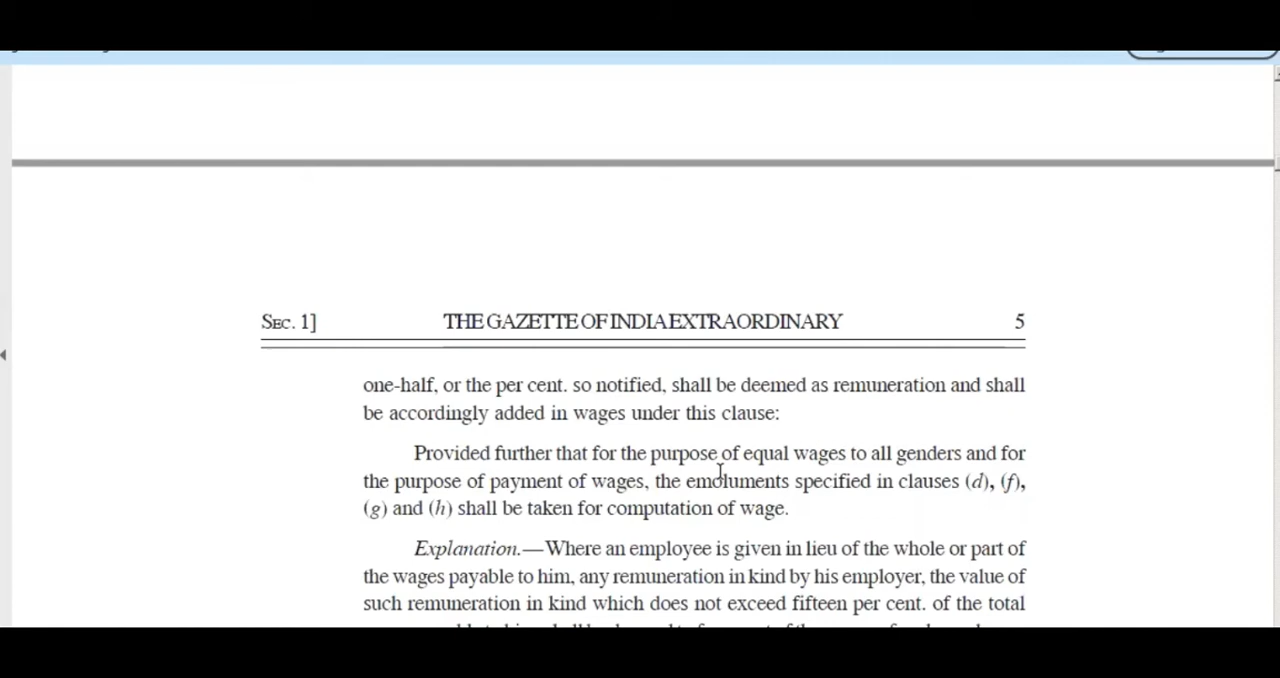 SEC. 1] THE GAZETTE OF INDIA EXTRAORDINARY 5
one-half, or the per cent. so notified, shall be deemed as remuneration and shall
be accordingly added in wages under this clause:
Provided further that for the purpose of equal wages to all genders and for
the purpose of payment of wages, the emoluments specified in clauses (d), (f),
(g) and (h) shall be taken for computation of wage.
Explanation.—Where an employee is given in lieu of the whole or part of
the wages payable to him, any remuneration in kind by his employer, the value of
such remuneration in kind which does not exceed fifteen per cent. of the total